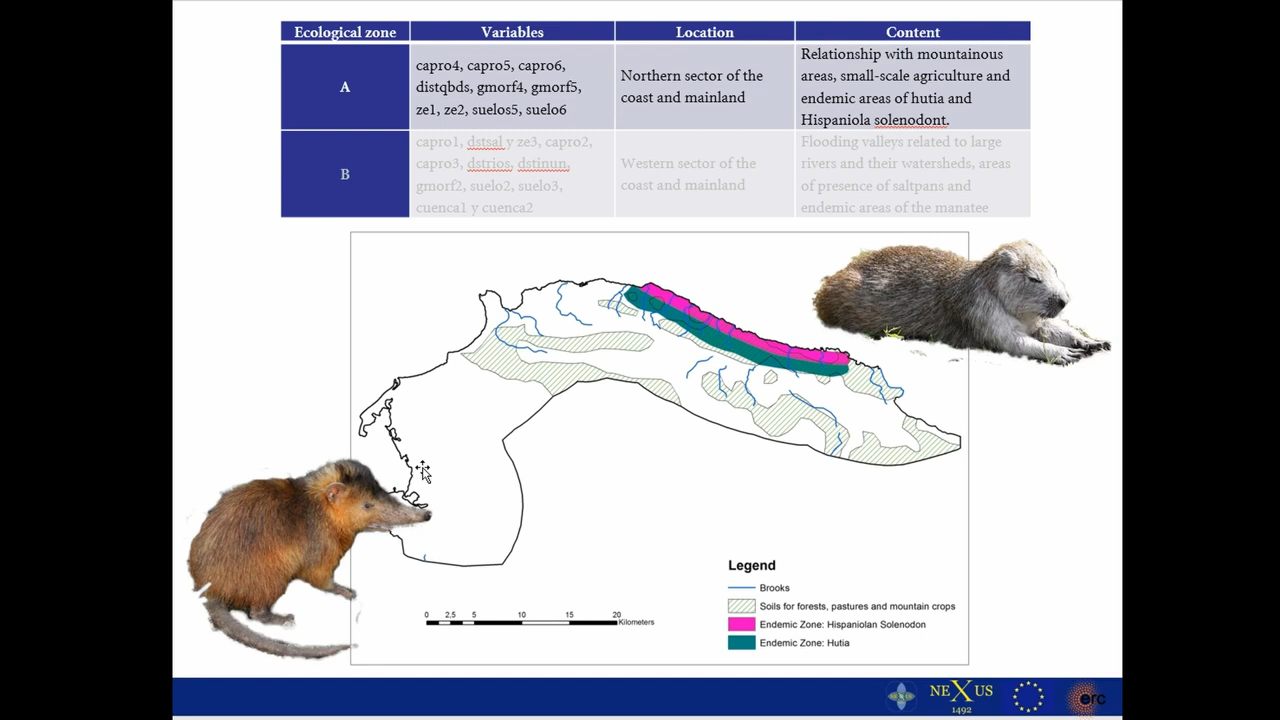 Ecological zone Variables Location Content
A
capro4, capro5, capro6,
distqbds, gmorf4, gmorf5,
ze1, ze2, suelos5, suelo6
Northern sector of the
coast and mainland
Relationship with mountainous
areas, small-scale agriculture and
endemic areas of hutia and
Hispaniola solenodont.
B
capro1, dstsal y ze3, capro2,
capro3, dstrios, dstinun,
gmorf2, suelo2, suelo3,
cuenca1 y cuenca2
Western sector of the
coast and mainland
Flooding valleys related to large
rivers and their watersheds, areas
of presence of saltpans and
endemic areas of the manatee
Legend
Brooks
Soils for forests, pastures and mountain crops
Endemic Zone: Hispaniolan Solenodon
Endemic Zone: Hutia
0 2,5 5 10 15 20
Kilometers
NEXUS
1492
erc